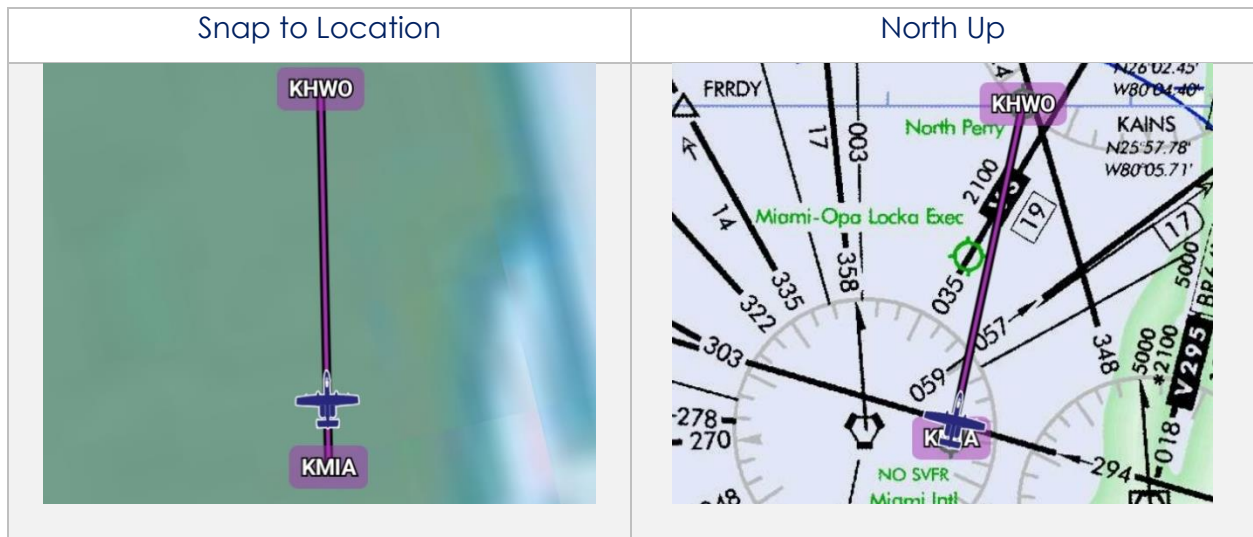 Snap to Location
North Up
KHWO
KMIA
FRRDY
N26°02.45'
W80°04.40'
KHWO
North Perry
KAINS
N25°57.78'
W80°05.71'
17
003
2100
14
Miami-Opa Locka Exec
19
17
335
358
035
5000
322
057
303
348
5000
*2100
V295
059
278
270
294
018
NO SVFR
Miami Intl